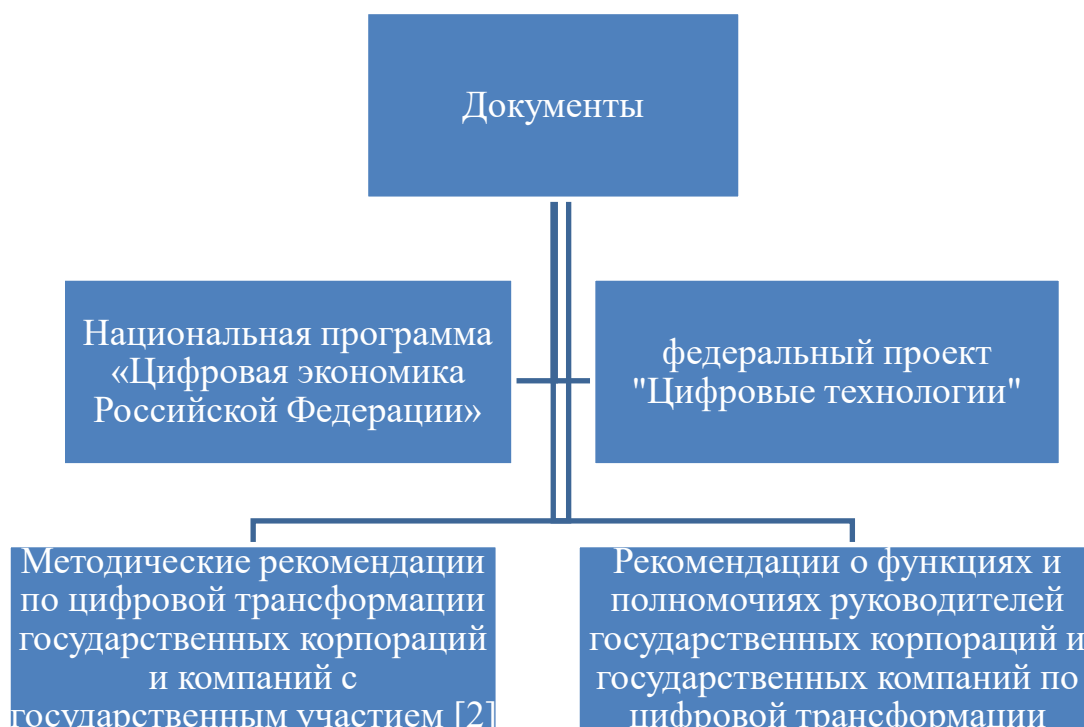 Документы
Национальная программа
«Цифровая экономика
Российской Федерации»
федеральный проект
"Цифровые технологии"
Методические рекомендации
по цифровой трансформации
государственных корпораций
и компаний с
государственным участием [2]
Рекомендации о функциях и
полномочиях руководителей
государственных корпораций и
государственных компаний по
цифровой трансформации